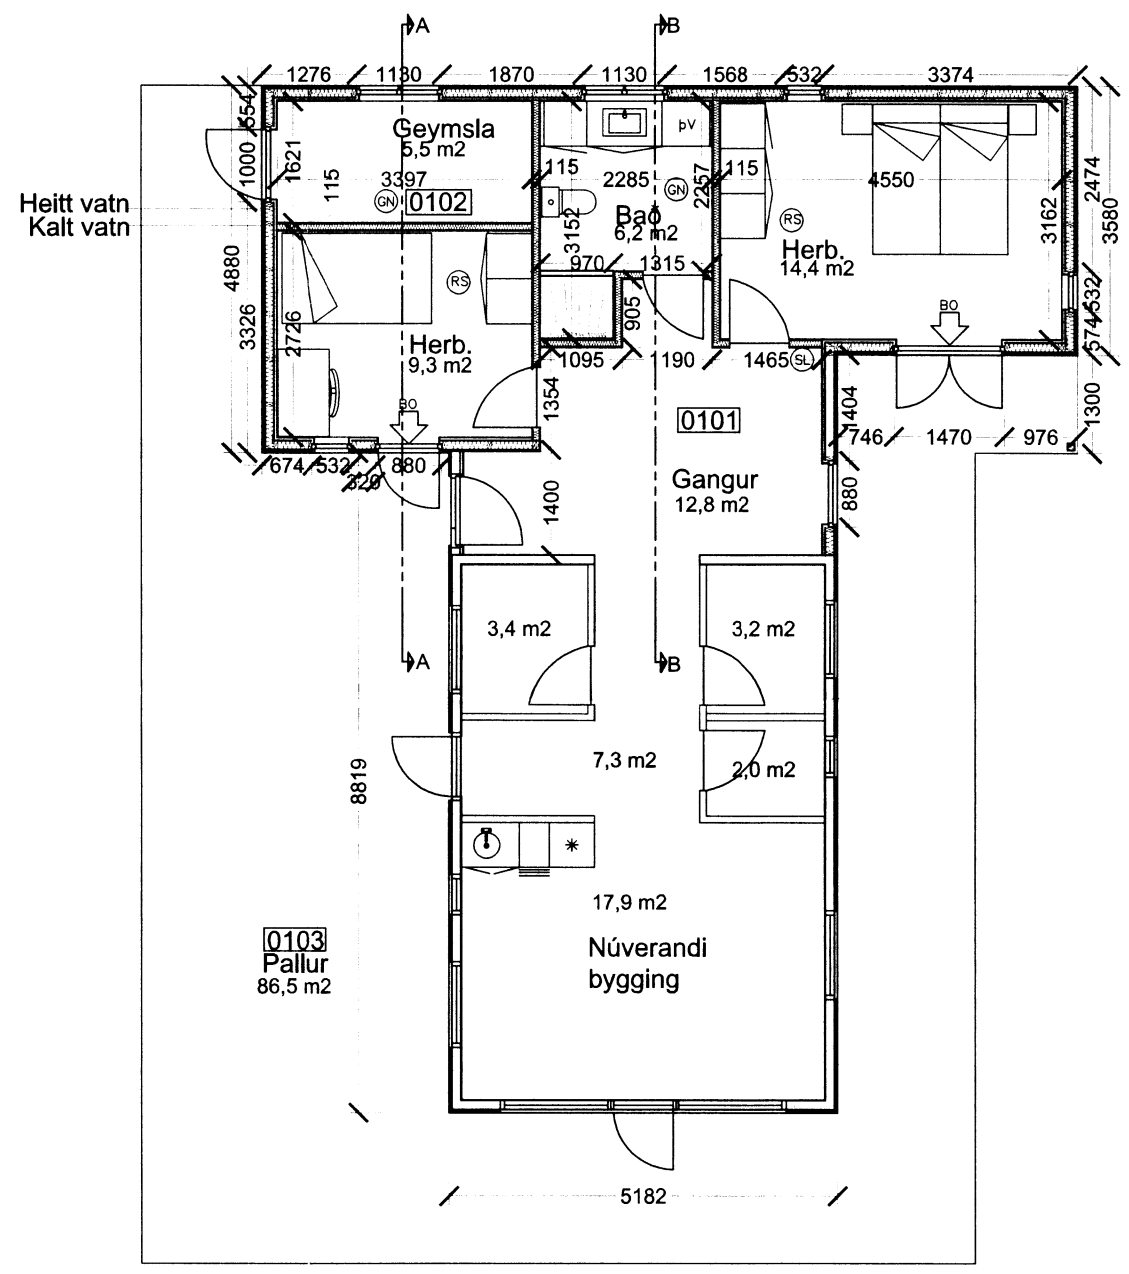 A
B
1276
1130
1870
1130
1568
532
3374
554
1000
1621
115
3397
Geymsla
5,5 m2
GN
0102
Heitt vatn
Kalt vatn
4880
3326
2726
115
2285
GN
2257
þV
3152
Bað
6,2 m2
970
1315
905
115
4550
RS
Herb.
14,4 m2
3162
2474
3580
532
574
1300
BO
RS
Herb.
9,3 m2
BO
1095
1190
1465
SL
1354
1404
0101
746
1470
976
674
532
320
880
Gangur
12,8 m2
1400
880
3,4 m2
3,2 m2
A
B
7,3 m2
2,0 m2
8819
17,9 m2
Núverandi
bygging
0103
Pallur
86,5 m2
5182